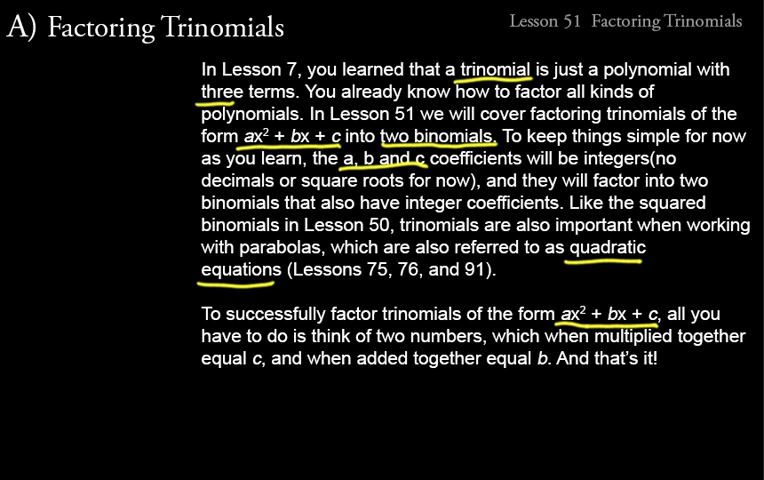 A) Factoring Trinomials
Lesson 51 Factoring Trinomials
In Lesson 7, you learned that a trinomial is just a polynomial with
three terms. You already know how to factor all kinds of
polynomials. In Lesson 51 we will cover factoring trinomials of the
form ax² + bx + c into two binomials. To keep things simple for now
as you learn, the a, b and c coefficients will be integers(no
decimals or square roots for now), and they will factor into two
binomials that also have integer coefficients. Like the squared
binomials in Lesson 50, trinomials are also important when working
with parabolas, which are also referred to as quadratic
equations (Lessons 75, 76, and 91).
To successfully factor trinomials of the form ax² + bx + c, all you
have to do is think of two numbers, which when multiplied together
equal c, and when added together equal b. And that's it!